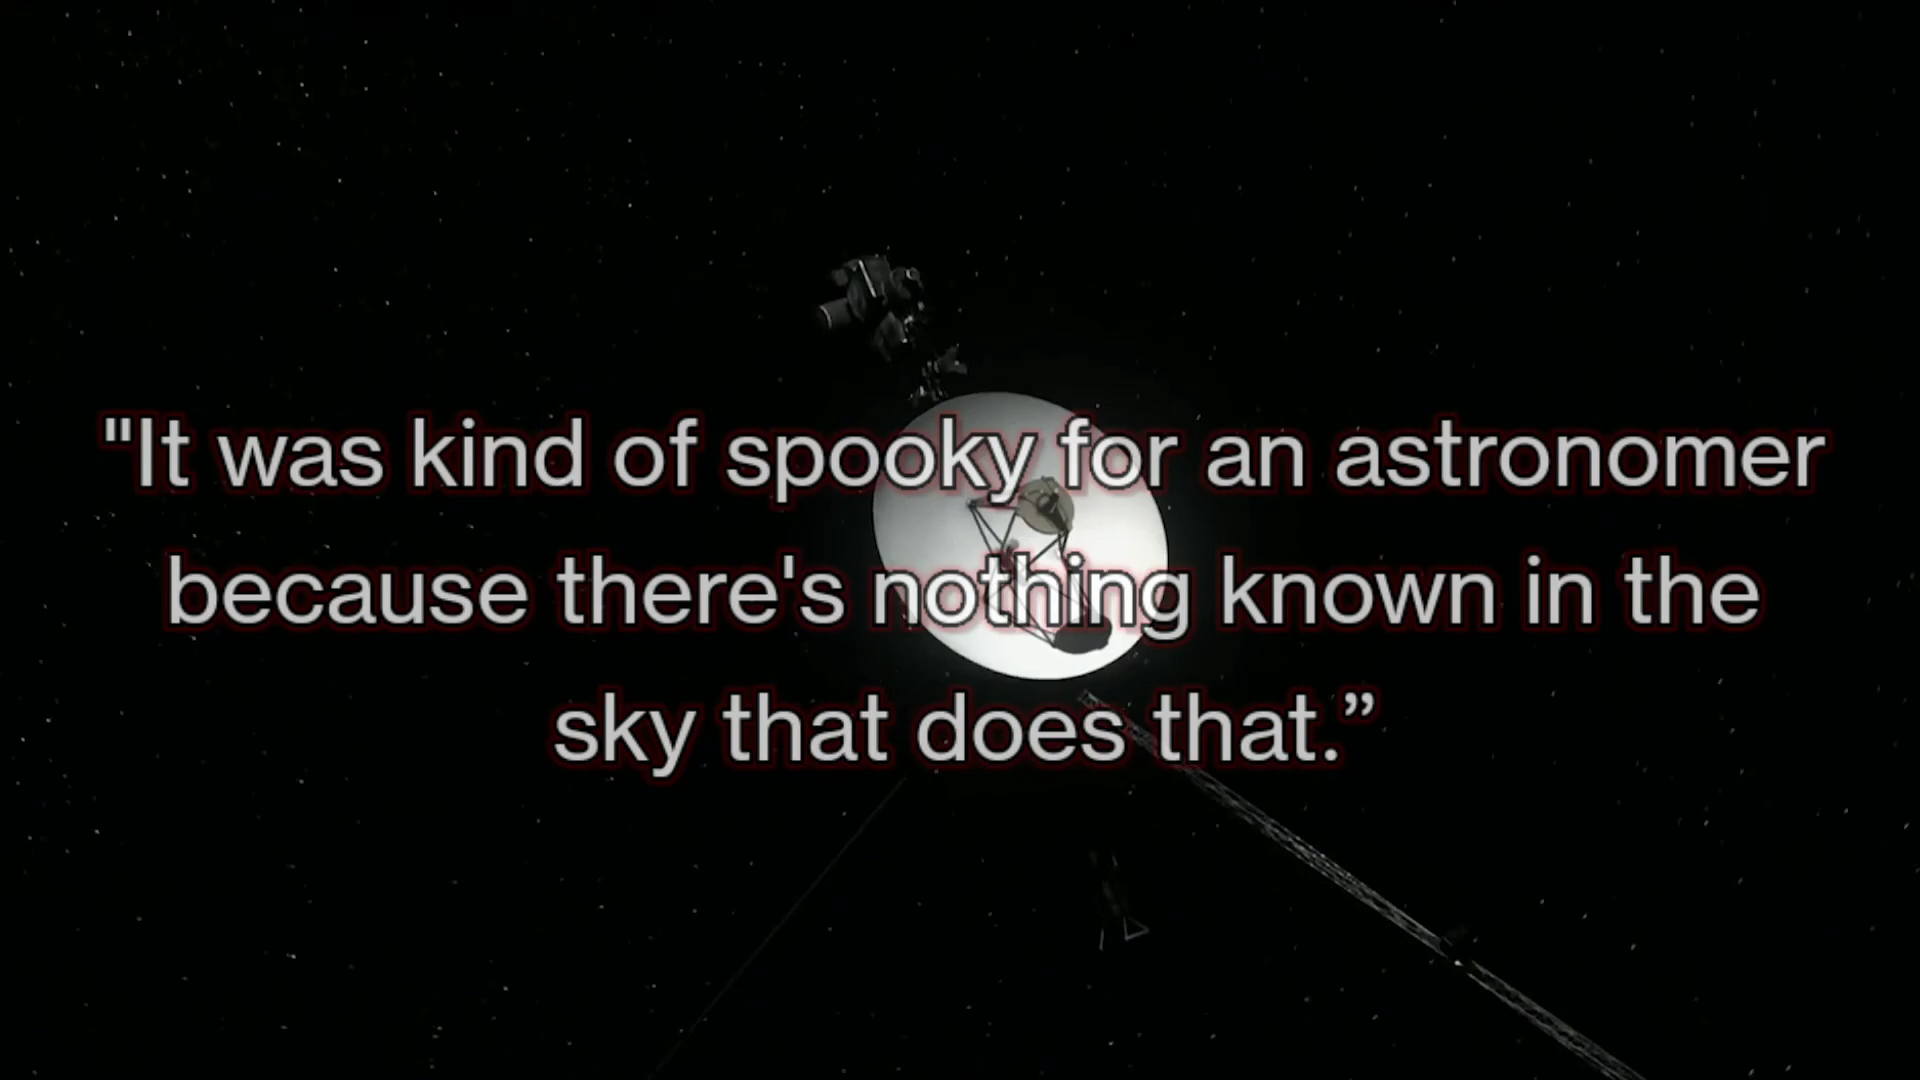 "It was kind of spooky for an astronomer
because there's nothing known in the
sky that does that.”